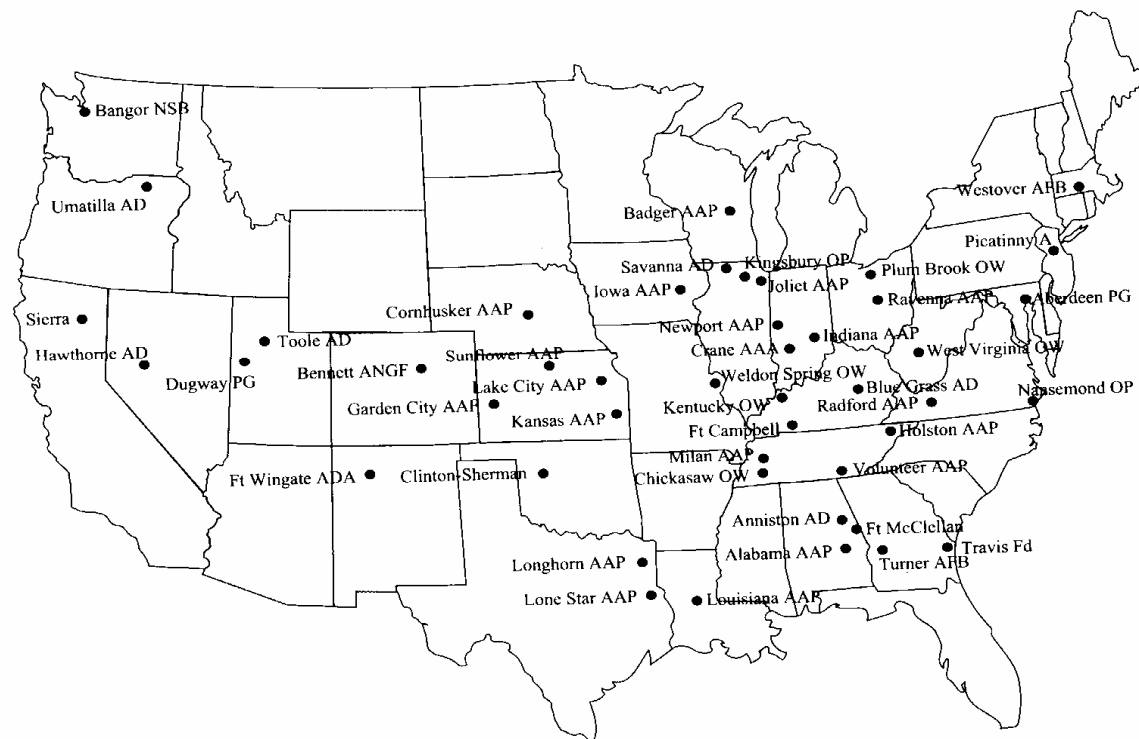 Bangor NSB
Umatilla AD
Westover AFB
Badger AAP
Picatinny A
Savanna AD
Kingsbury OP
Plum Brook OW
Iowa AAP
Joliet AAP
Ravenna AAP
Aberdeen PG
Cornhusker AAP
Sierra
Newport AAP
Indiana AAP
Toole AD
Hawthorne AD
Sunflower AAP
Crane AAA
West Virginia OW
Dugway PG
Bennett ANGF
Lake City AAP
Weldon Spring OW
Blue Grass AD
Nansemond OP
Garden City AAF
Kentucky OW
Radford AAP
Kansas AAP
Ft Campbell
Holston AAP
Milan AAP
Ft Wingate ADA
Clinton-Sherman
Chickasaw OW
Volunteer AAP
Anniston AD
Ft McClellan
Alabama AAP
Travis Fd
Longhorn AAP
Turner AFB
Lone Star AAP
Louisiana AAP